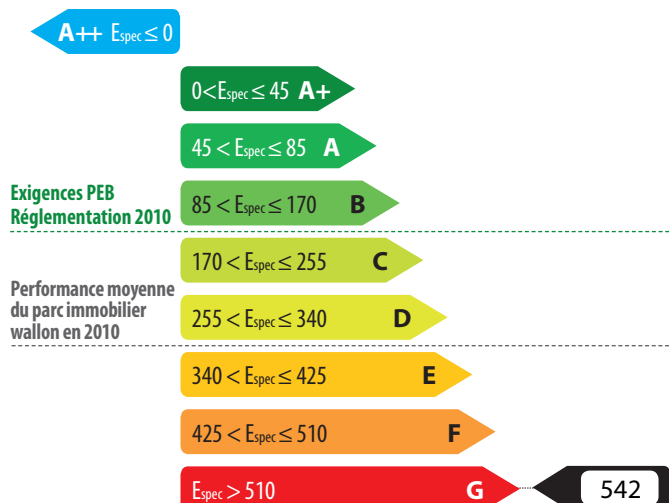 A++ Espec ≤ 0
0<Espec ≤ 45 A+
45 < Espec ≤ 85 A
Exigences PEB
Réglementation 2010
85 < Espec ≤ 170 B
170 < Espec ≤ 255 C
Performance moyenne
du parc immobilier
wallon en 2010
255 < Espec ≤ 340 D
340 < Espec ≤ 425 E
425 < Espec ≤ 510 F
Espec > 510 G
542